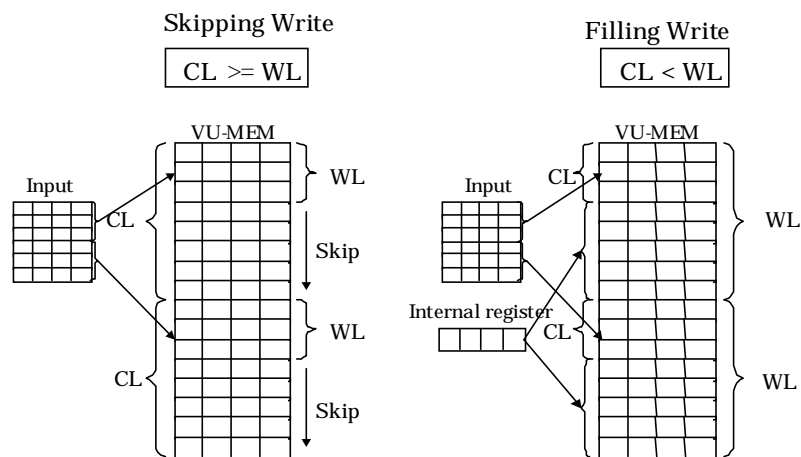 Skipping Write
CL >= WL
VU-MEM
Input
CL
WL
Skip
WL
CL
Skip
Filling Write
CL < WL
VU-MEM
Input
CL
WL
Internal register
CL
WL